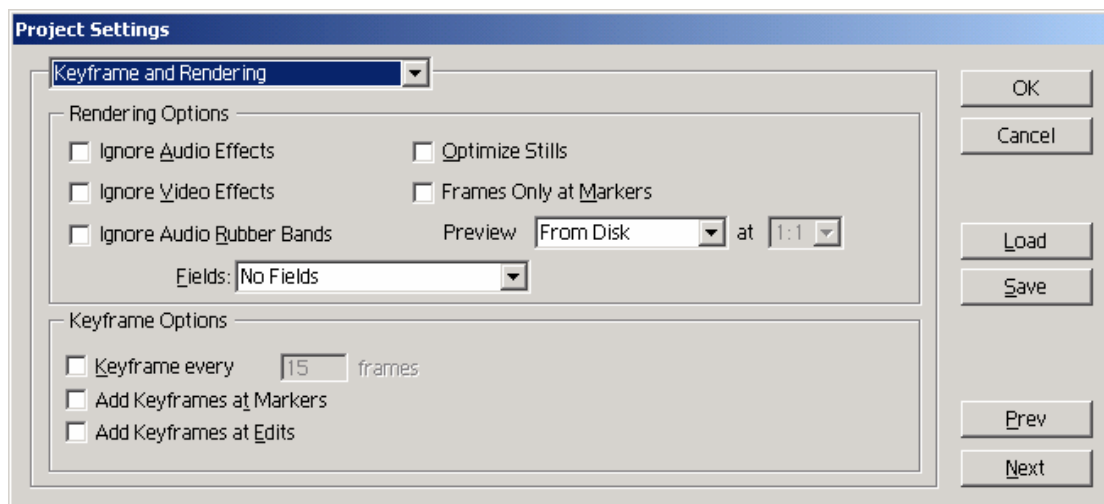 Project Settings
Keyframe and Rendering
OK
Cancel
Load
Save
Prev
Next
Rendering Options
Ignore Audio Effects
Optimize Stills
Ignore Video Effects
Frames Only at Markers
Ignore Audio Rubber Bands
Preview From Disk at 1:1
Fields: No Fields
Keyframe Options
Keyframe every 15 frames
Add Keyframes at Markers
Add Keyframes at Edits